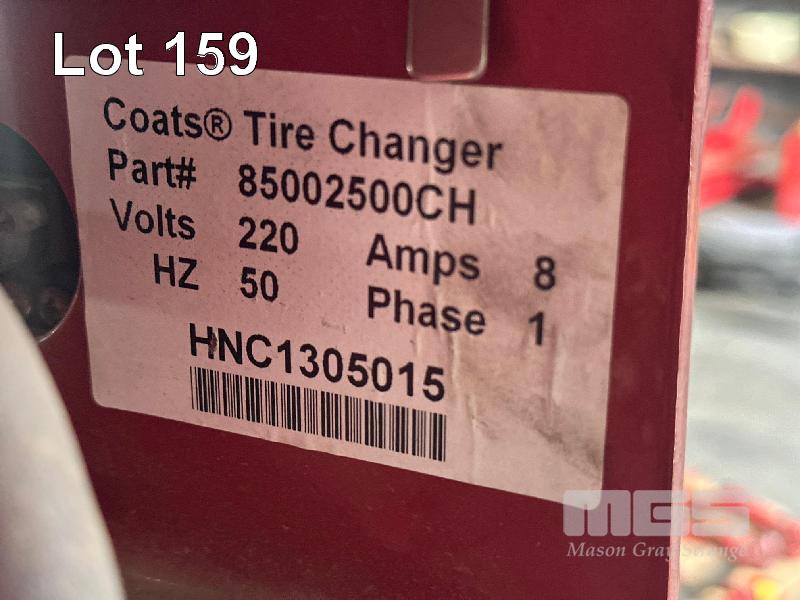 Lot 159
Coats® Tire Changer
Part# 85002500CH
Volts 220 Amps 8
HZ 50 Phase 1
HNC1305015
MGS
Mason Gray Strange